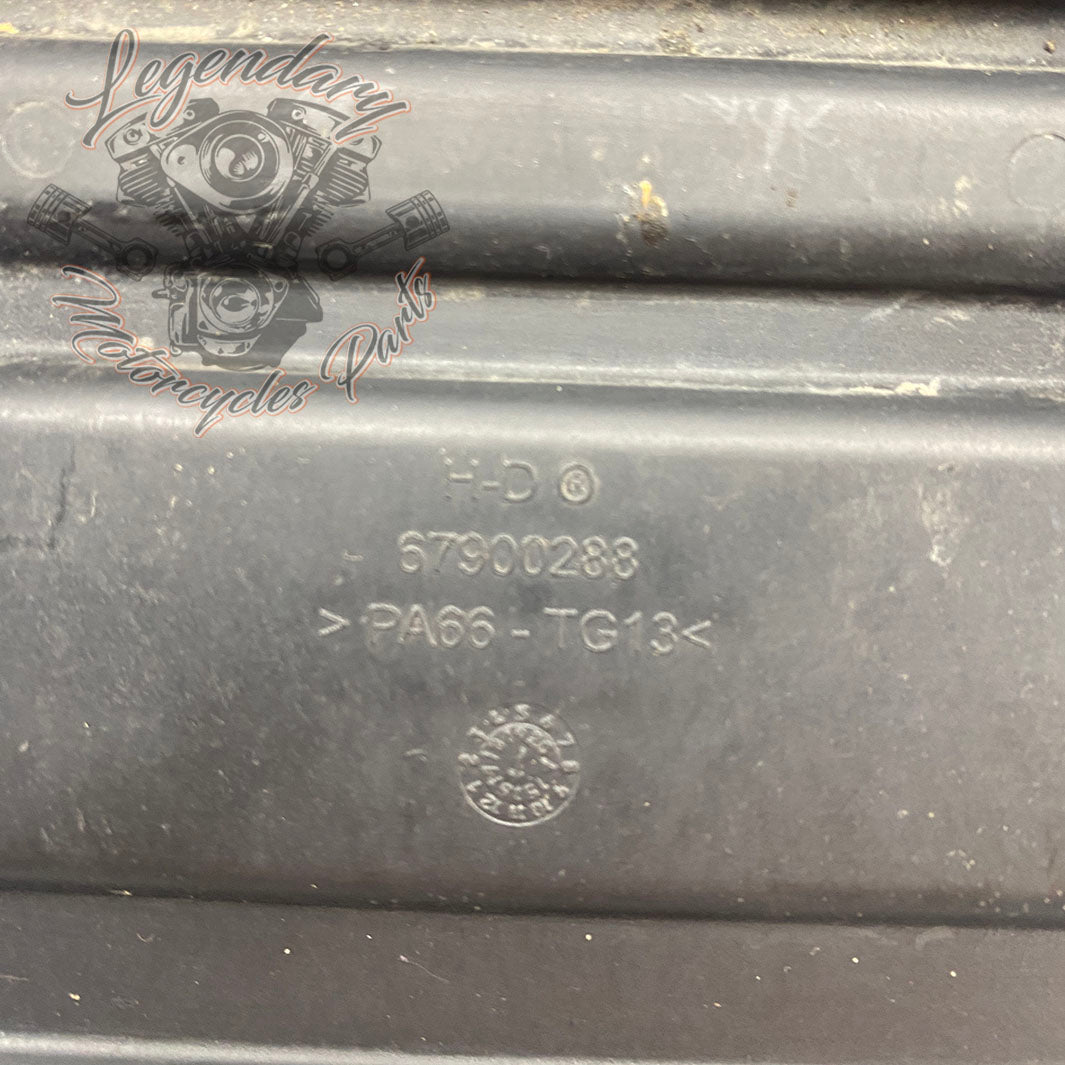 Legendary
Motorcycles Parts
H-D ®
67900288
>PA66 - TG13<